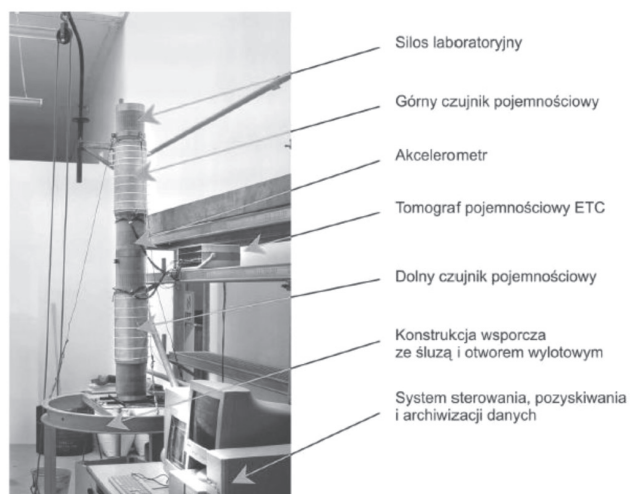 Silos laboratoryjny
Górny czujnik pojemnościowy
Akcelerometr
Tomograf pojemnościowy ETC
Dolny czujnik pojemnościowy
Konstrukcja wsporcza
ze śluzą i otworem wylotowym
System sterowania, pozyskiwania
i archiwizacji danych